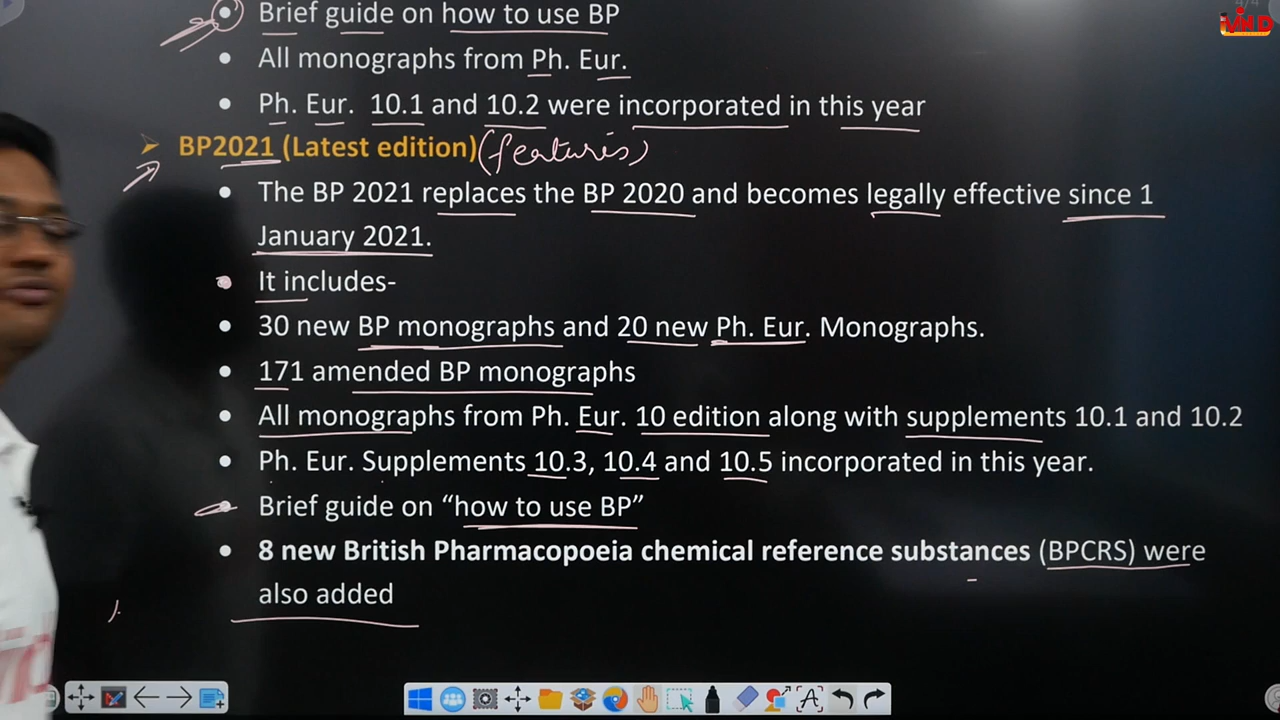 4/4
VMD
Brief guide on how to use BP
All monographs from Ph. Eur.
Ph. Eur. 10.1 and 10.2 were incorporated in this year
BP2021 (Latest edition) (features)
The BP 2021 replaces the BP 2020 and becomes legally effective since 1
January 2021.
It includes-
30 new BP monographs and 20 new Ph. Eur. Monographs.
171 amended BP monographs
All monographs from Ph. Eur. 10 edition along with supplements 10.1 and 10.2
Ph. Eur. Supplements 10.3, 10.4 and 10.5 incorporated in this year.
Brief guide on “how to use BP”
8 new British Pharmacopoeia chemical reference substances (BPCRS) were
also added